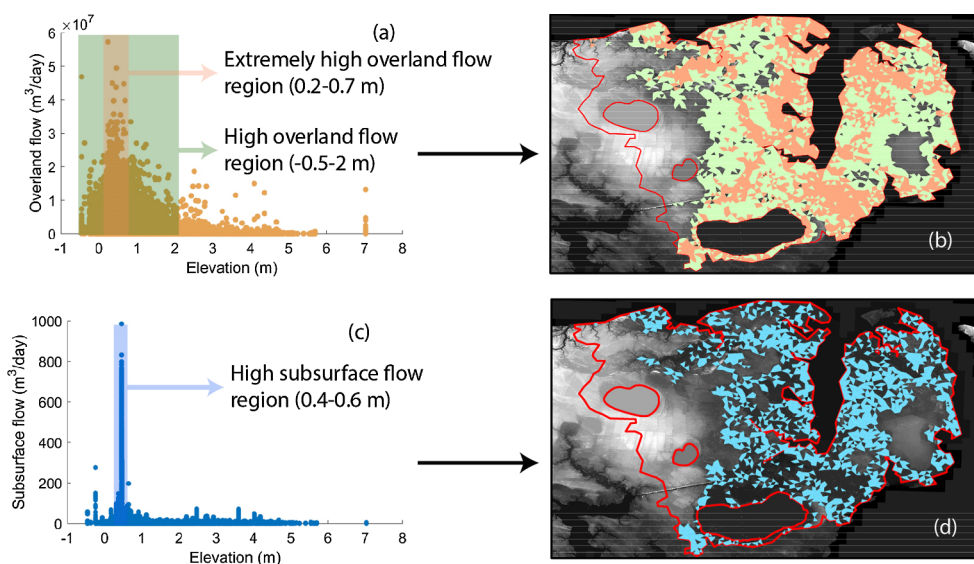 ×10⁷
(a)
6
5
4
3
2
1
0
Overland flow (m³/day)
Extremely high overland flow
region (0.2-0.7 m)
High overland flow
region (-0.5-2 m)
-1 0 1 2 3 4 5 6 7 8
Elevation (m)
(b)
1000
800
600
400
200
0
Subsurface flow (m³/day)
(c)
High subsurface flow
region (0.4-0.6 m)
-1 0 1 2 3 4 5 6 7 8
Elevation (m)
(d)